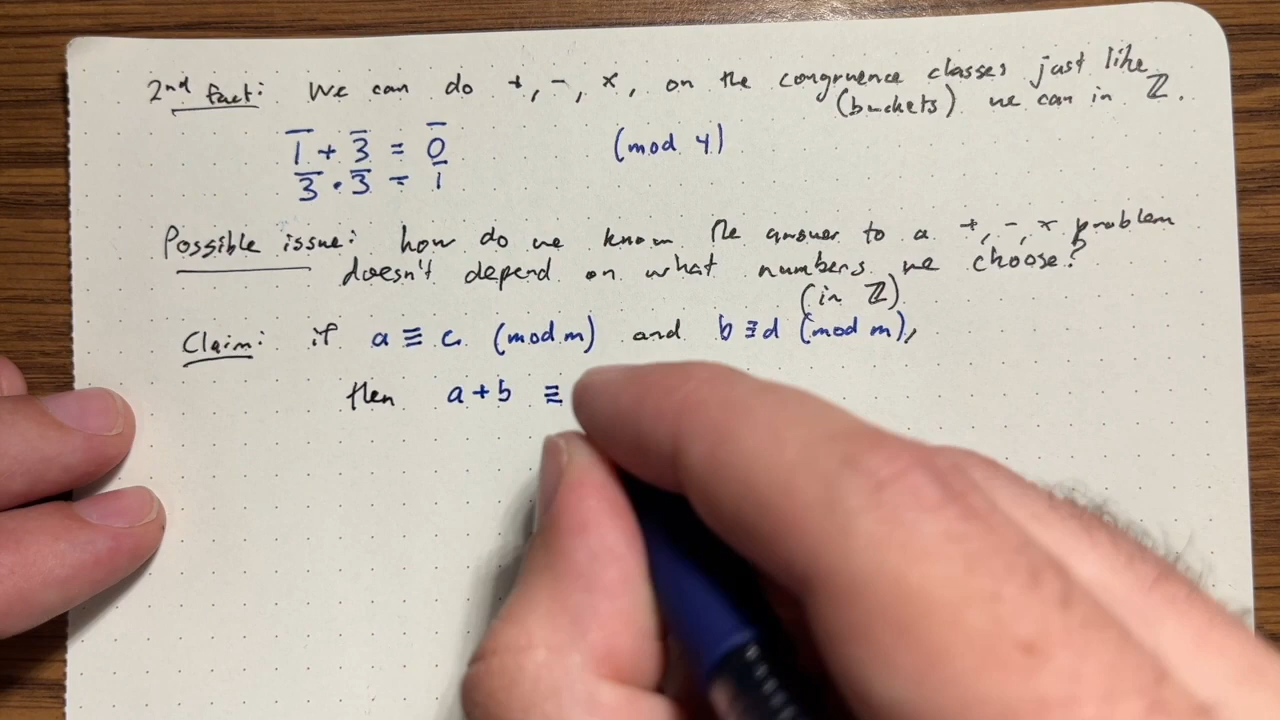 2nd fact: we can do +, -, ×, on the congruence classes just like
(buckets) we can in ℤ.
1̅ + 3̅ = 0̅ (mod 4)
3̅ · 3̅ = 1̅
Possible issue: how do we know the answer to a +, -, × problem
doesn't depend on what numbers we choose?
(in ℤ)
Claim: if a ≡ c (mod m) and b ≡ d (mod m),
then a + b ≡